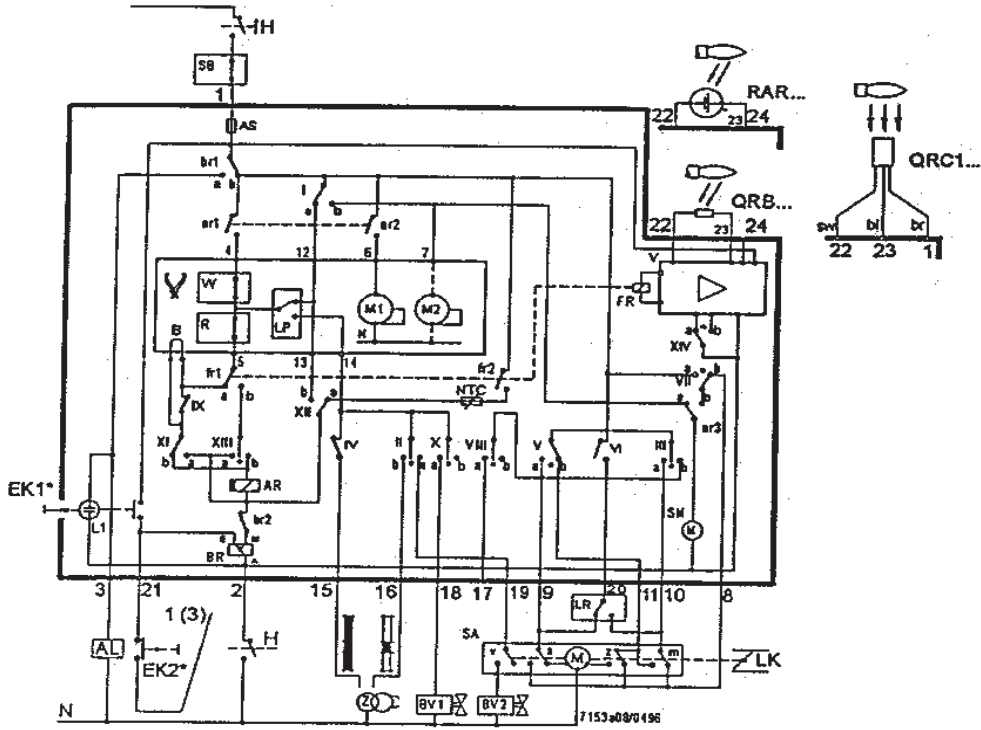 H
SB
1
AS
RAR...
22
23
24
QRC1...
br1
a
b
QRB...
22
23
24
sw
bl
br
22
23
1
I
a
b
ar1
ar2
4
12
6
7
V
W
M1
M2
FR
R
LP
N
a
b
B
XIV
5
13
14
fr1
fr2
a
b
VII
a
b
NTC
b
a
XII
IX
ar3
XI
XIII
IV
II
X
VIII
V
VI
III
b
a
a
b
b
a
a
b
a
b
a
b
a
b
AR
EK1*
L1
SM
M
br2
BR
3
21
2
15
16
18
17
19
9
20
11
10
8
1 (3)
LR
H
SA
AL
EK2*
v
a
M
z
m
LK
Z
BV1
BV2
N
7153a08/0496